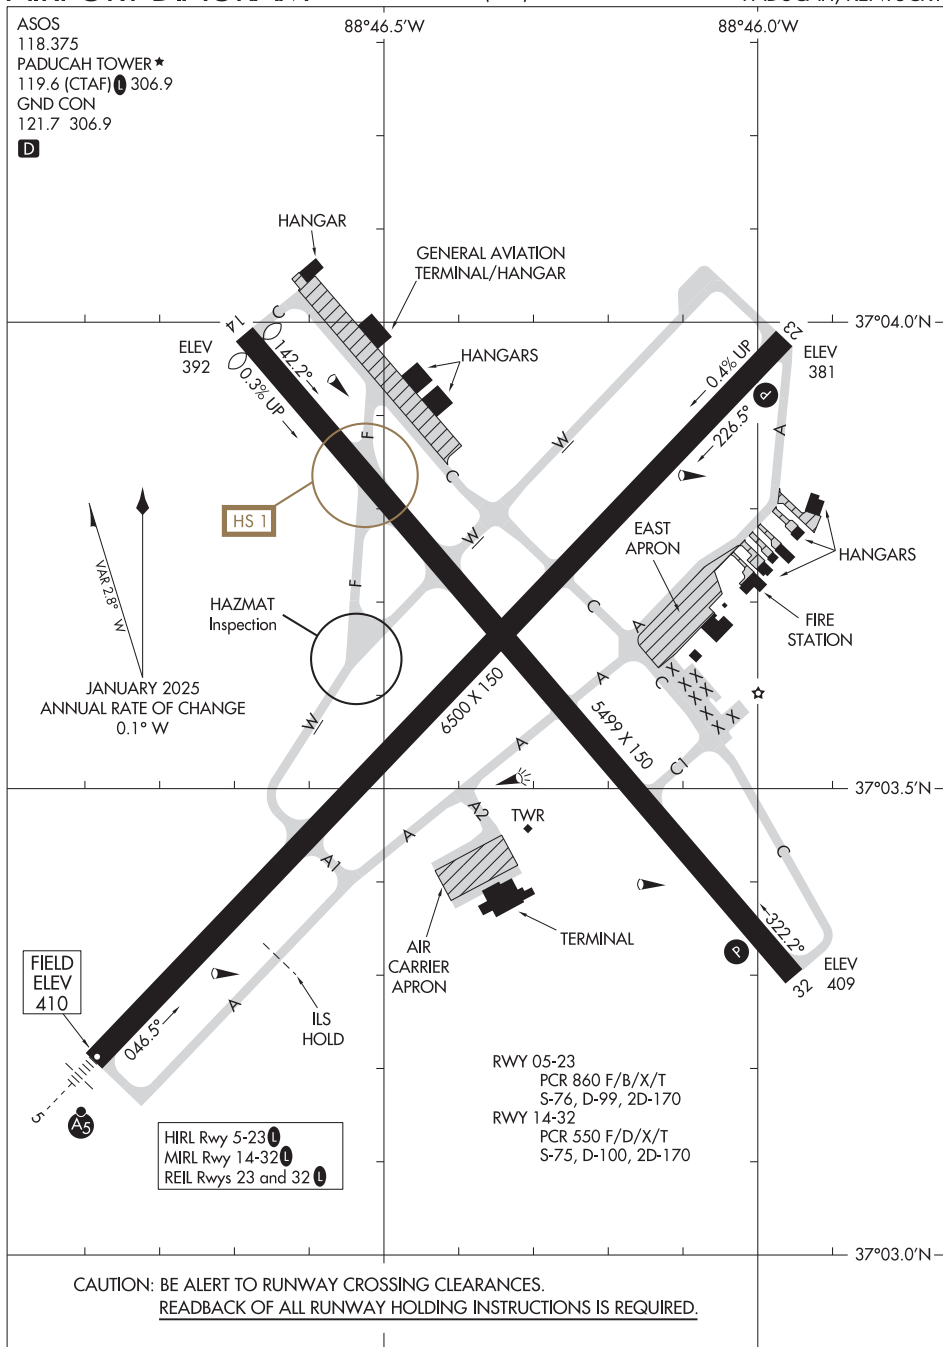 ASOS
118.375
PADUCAH TOWER★
119.6 (CTAF) L 306.9
GND CON
121.7 306.9
D
88°46.5'W
88°46.0'W
HANGAR
GENERAL AVIATION
TERMINAL/HANGAR
HANGARS
C
14
ELEV
392
142.2°
0.3% UP
37°04.0'N
23
ELEV
381
0.4% UP
226.5°
P
A
W
F
C
HS 1
W
EAST
APRON
HANGARS
FIRE
STATION
F
C
A
VAR 2.8° W
HAZMAT
Inspection
JANUARY 2025
ANNUAL RATE OF CHANGE
0.1° W
A
C
X X X X X X X X X
6500 X 150
5499 X 150
W
A
C1
37°03.5'N
A2
TWR
A
A1
C
TERMINAL
AIR
CARRIER
APRON
322.2°
P
32
ELEV
409
FIELD
ELEV
410
ILS
HOLD
A
046.5°
5
A5
RWY 05-23
PCR 860 F/B/X/T
S-76, D-99, 2D-170
RWY 14-32
PCR 550 F/D/X/T
S-75, D-100, 2D-170
HIRL Rwy 5-23 L
MIRL Rwy 14-32 L
REIL Rwys 23 and 32 L
37°03.0'N
CAUTION: BE ALERT TO RUNWAY CROSSING CLEARANCES.
READBACK OF ALL RUNWAY HOLDING INSTRUCTIONS IS REQUIRED.